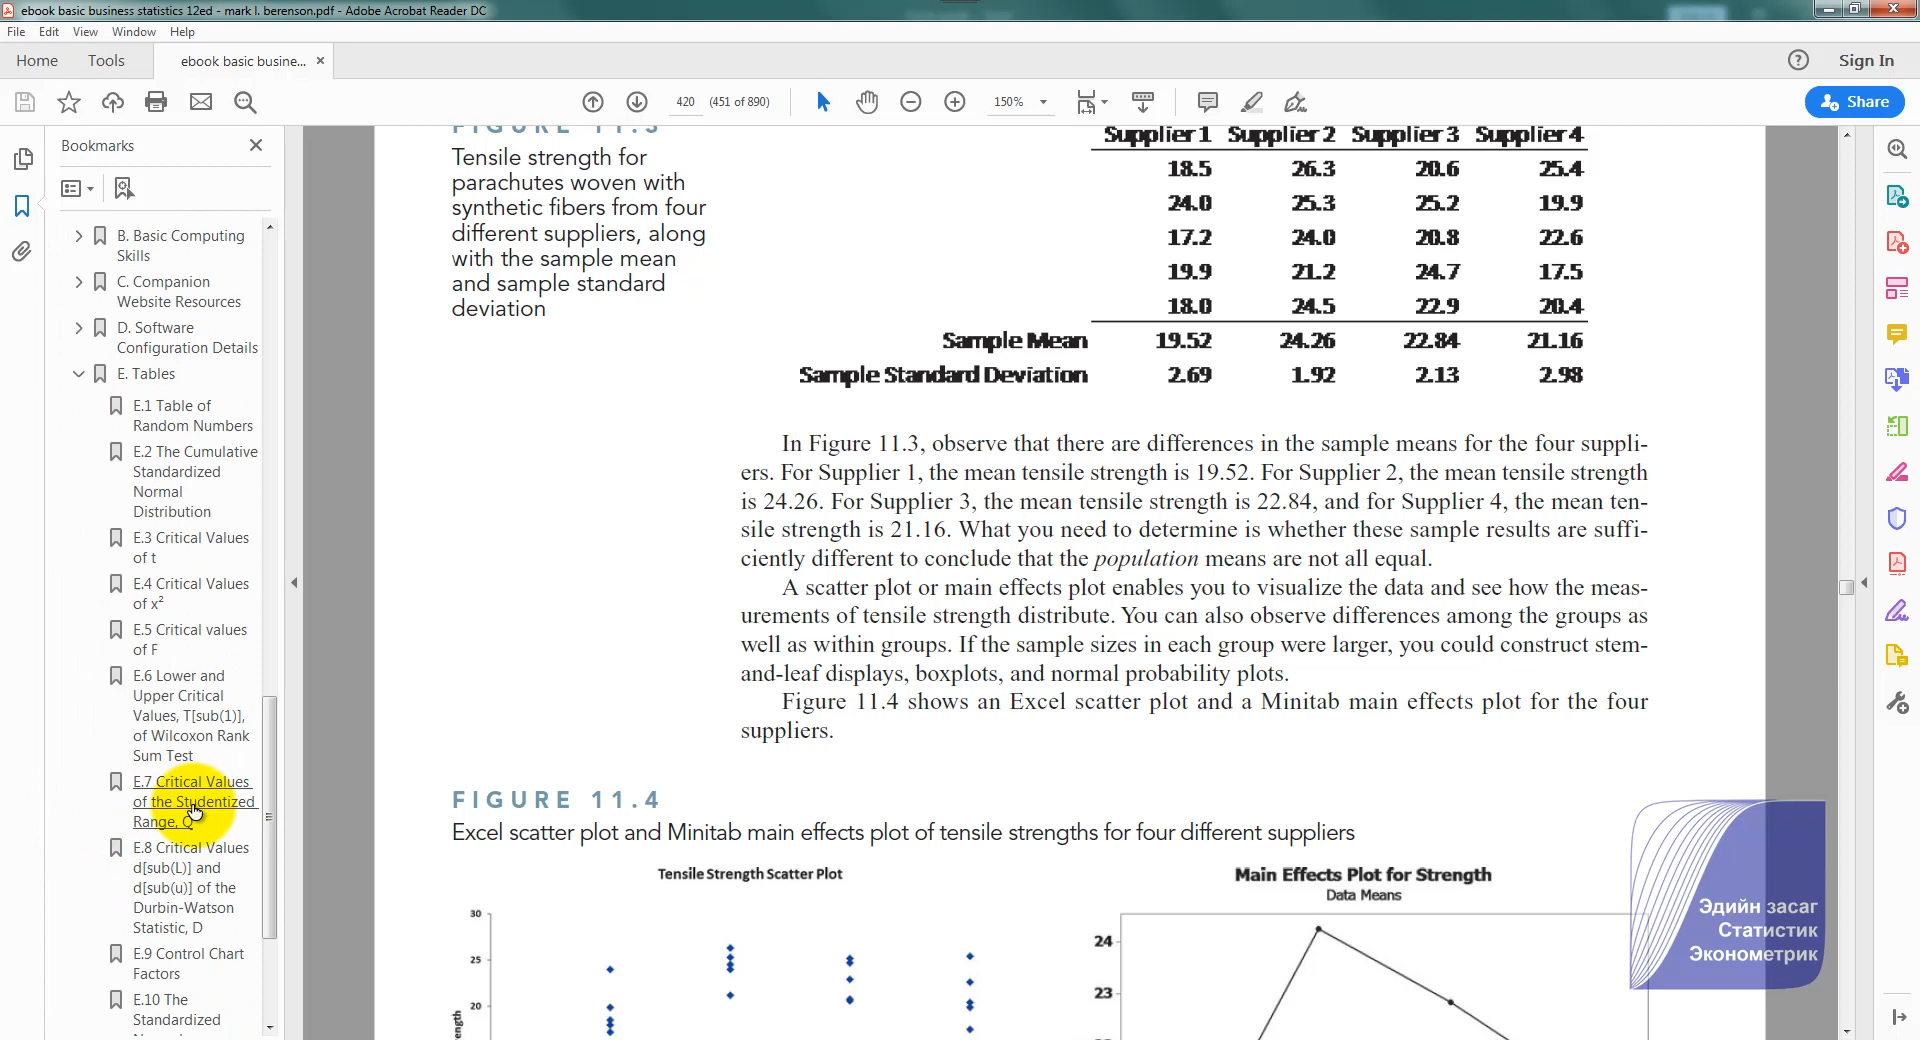 ebook basic business statistics 12ed - mark l. berenson.pdf - Adobe Acrobat Reader DC
File Edit View Window Help
Home Tools ebook basic busine... ×
Sign In
420 (451 of 890) 150%
Share
Bookmarks
B. Basic Computing
Skills
C. Companion
Website Resources
D. Software
Configuration Details
E. Tables
E.1 Table of
Random Numbers
E.2 The Cumulative
Standardized
Normal
Distribution
E.3 Critical Values
of t
E.4 Critical Values
of x²
E.5 Critical values
of F
E.6 Lower and
Upper Critical
Values, T[sub(1)],
of Wilcoxon Rank
Sum Test
E.7 Critical Values
of the Studentized
Range, Q
E.8 Critical Values
d[sub(L)] and
d[sub(u)] of the
Durbin-Watson
Statistic, D
E.9 Control Chart
Factors
E.10 The
Standardized
FIGURE 11.3
Tensile strength for
parachutes woven with
synthetic fibers from four
different suppliers, along
with the sample mean
and sample standard
deviation
Supplier 1 Supplier 2 Supplier 3 Supplier 4
18.5 26.3 20.6 25.4
24.0 25.3 25.2 19.9
17.2 24.0 20.8 22.6
19.9 21.2 24.7 17.5
18.0 24.5 22.9 20.4
Sample Mean 19.52 24.26 22.84 21.16
Sample Standard Deviation 2.69 1.92 2.13 2.98
In Figure 11.3, observe that there are differences in the sample means for the four suppli-
ers. For Supplier 1, the mean tensile strength is 19.52. For Supplier 2, the mean tensile strength
is 24.26. For Supplier 3, the mean tensile strength is 22.84, and for Supplier 4, the mean ten-
sile strength is 21.16. What you need to determine is whether these sample results are suffi-
ciently different to conclude that the population means are not all equal.
A scatter plot or main effects plot enables you to visualize the data and see how the meas-
urements of tensile strength distribute. You can also observe differences among the groups as
well as within groups. If the sample sizes in each group were larger, you could construct stem-
and-leaf displays, boxplots, and normal probability plots.
Figure 11.4 shows an Excel scatter plot and a Minitab main effects plot for the four
suppliers.
FIGURE 11.4
Excel scatter plot and Minitab main effects plot of tensile strengths for four different suppliers
Tensile Strength Scatter Plot
30
25
20
Main Effects Plot for Strength
Data Means
24
23
Эдийн засаг
Статистик
Эконометрик